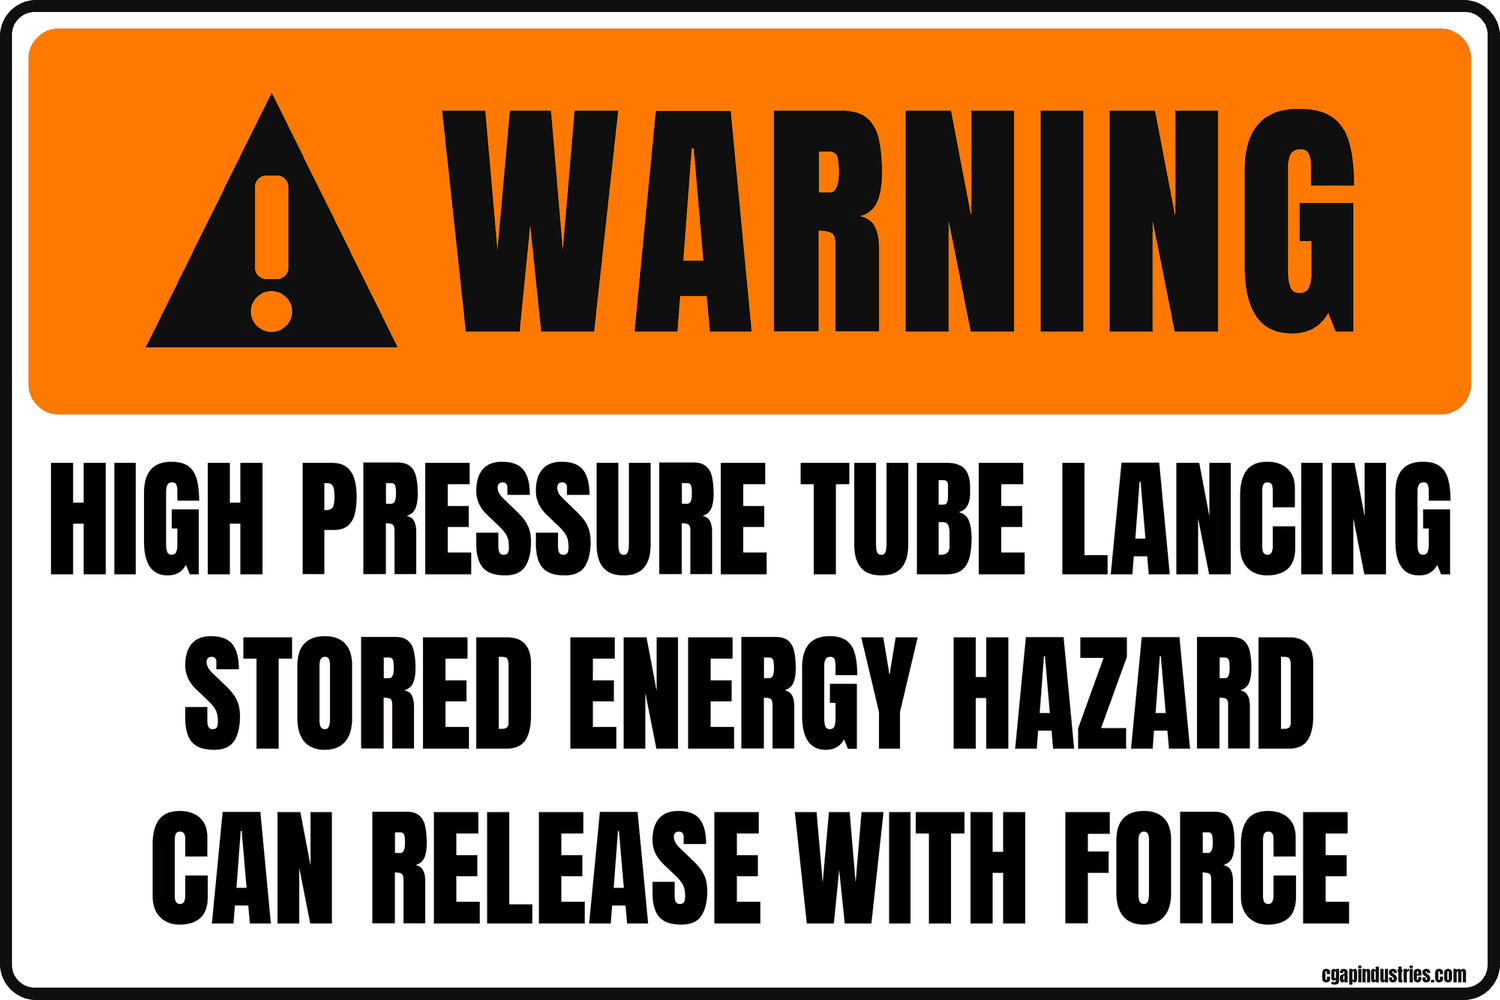 WARNING
HIGH PRESSURE TUBE LANCING
STORED ENERGY HAZARD
CAN RELEASE WITH FORCE
cgapindustries.com